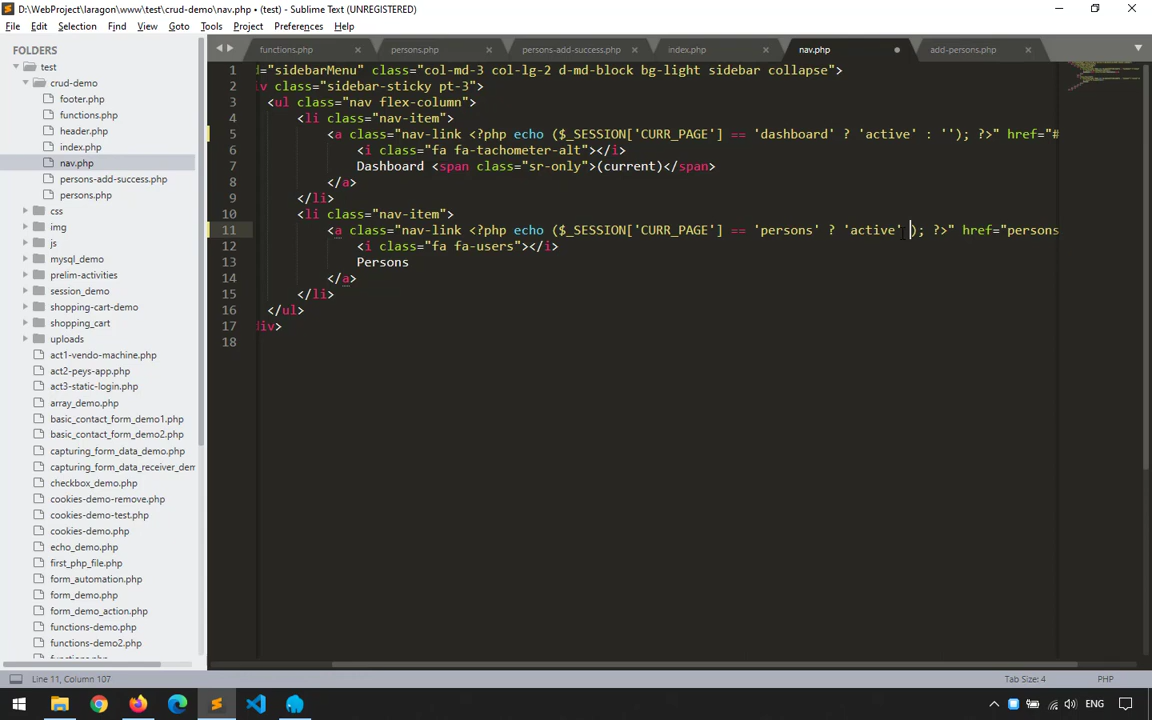 D:\WebProject\laragon\www\test\crud-demo\nav.php • (test) - Sublime Text (UNREGISTERED)
File Edit Selection Find View Goto Tools Project Preferences Help
FOLDERS
test
crud-demo
footer.php
functions.php
header.php
index.php
nav.php
persons-add-success.php
persons.php
css
img
js
mysql_demo
prelim-activities
session_demo
shopping-cart-demo
shopping_cart
uploads
act1-vendo-machine.php
act2-peys-app.php
act3-static-login.php
array_demo.php
basic_contact_form_demo1.php
basic_contact_form_demo2.php
capturing_form_data_demo.php
capturing_form_data_receiver_dem
checkbox_demo.php
cookies-demo-remove.php
cookies-demo-test.php
cookies-demo.php
echo_demo.php
first_php_file.php
form_automation.php
form_demo.php
form_demo_action.php
functions-demo.php
functions-demo2.php
functions.php persons.php persons-add-success.php index.php nav.php add-persons.php
1 d="sidebarMenu" class="col-md-3 col-lg-2 d-md-block bg-light sidebar collapse">
2 iv class="sidebar-sticky pt-3">
3 <ul class="nav flex-column">
4 <li class="nav-item">
5 <a class="nav-link <?php echo ($_SESSION['CURR_PAGE'] == 'dashboard' ? 'active' : ''); ?>" href="#
6 <i class="fa fa-tachometer-alt"></i>
7 Dashboard <span class="sr-only">(current)</span>
8 </a>
9 </li>
10 <li class="nav-item">
11 <a class="nav-link <?php echo ($_SESSION['CURR_PAGE'] == 'persons' ? 'active' ); ?>" href="persons
12 <i class="fa fa-users"></i>
13 Persons
14 </a>
15 </li>
16 </ul>
17 div>
18
Line 11, Column 107 Tab Size: 4 PHP
ENG